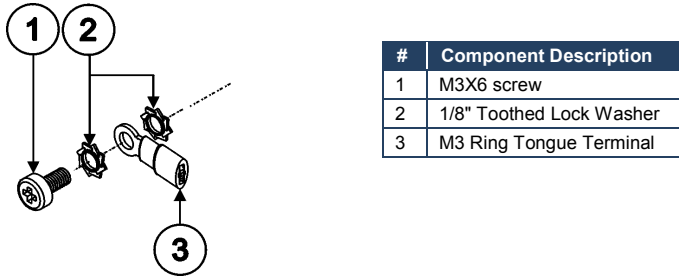 1
2
3
# Component Description
1 M3X6 screw
2 1/8" Toothed Lock Washer
3 M3 Ring Tongue Terminal